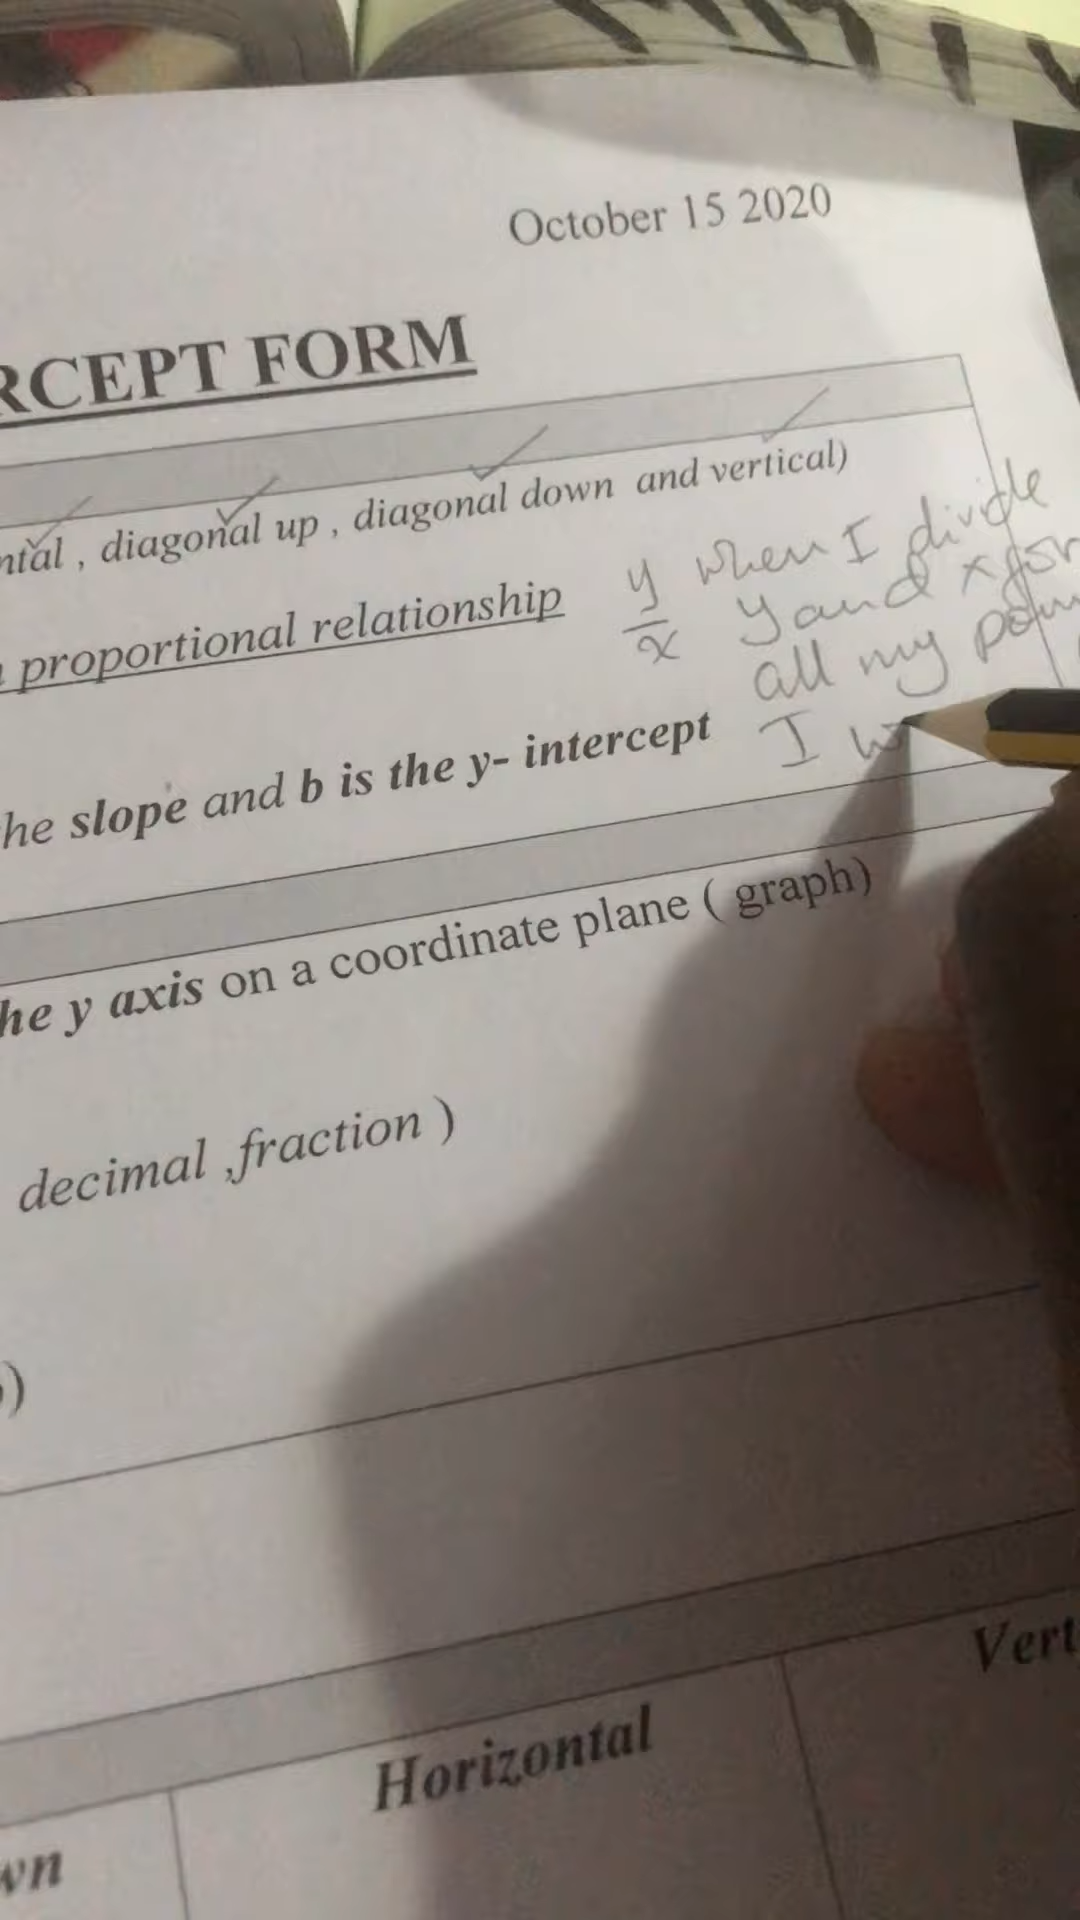 October 15 2020
RCEPT FORM
ntal , diagonal up , diagonal down and vertical)
proportional relationship
y/x when I divide
y and x for
all my
he slope and b is the y- intercept
I w
he y axis on a coordinate plane ( graph)
decimal ,fraction )
)
Vert
Horizontal
wn